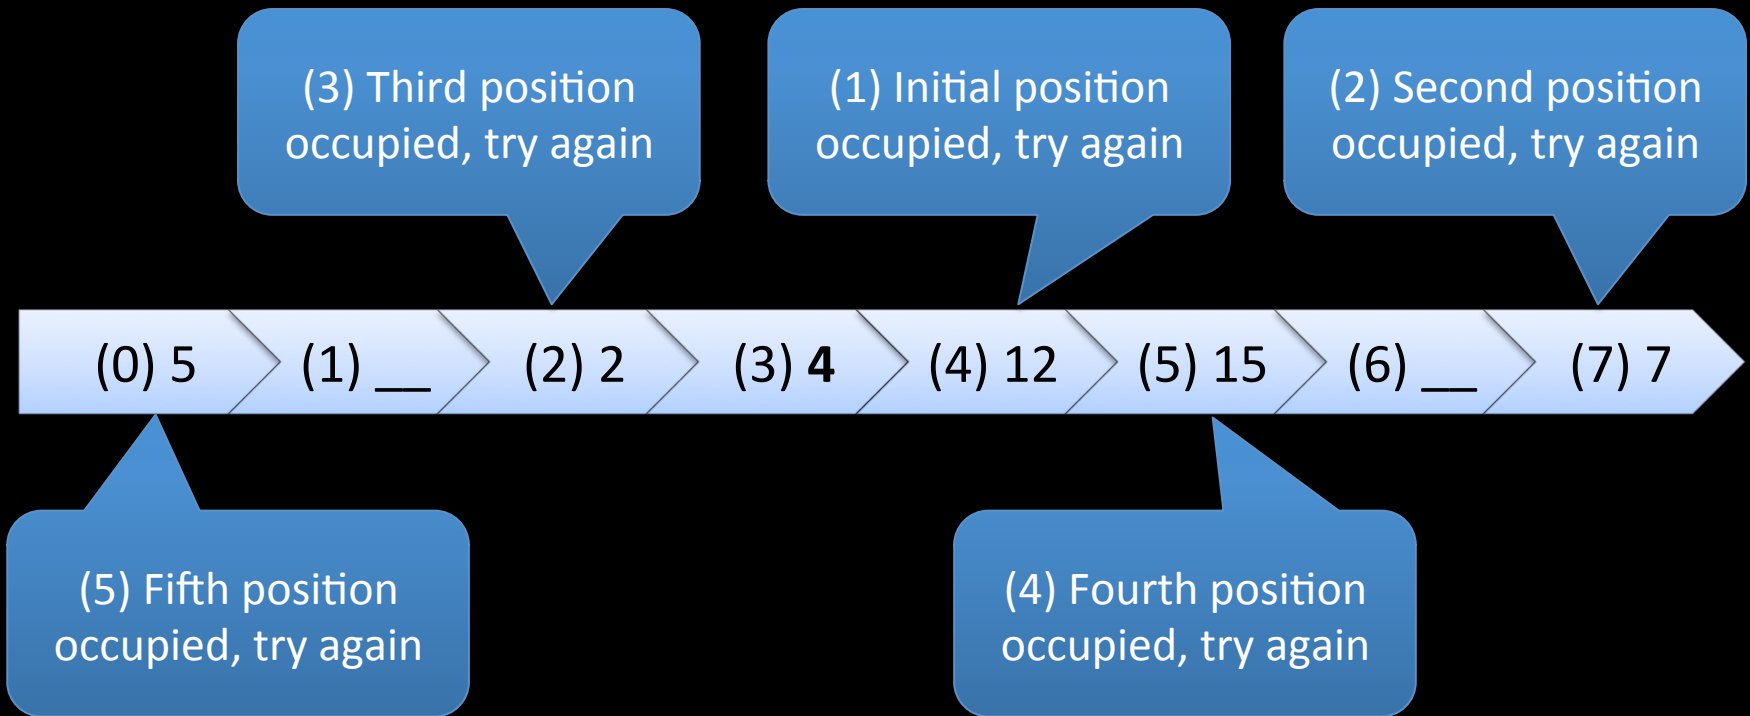 (3) Third position
occupied, try again
(1) Initial position
occupied, try again
(2) Second position
occupied, try again
(0) 5
(1) __
(2) 2
(3) 4
(4) 12
(5) 15
(6) __
(7) 7
(5) Fifth position
occupied, try again
(4) Fourth position
occupied, try again